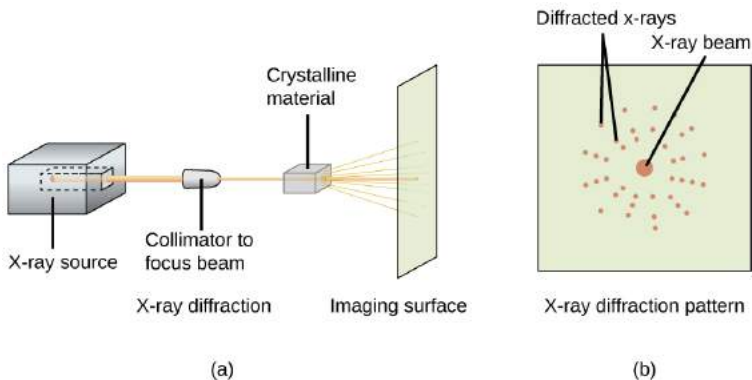 Crystalline
material
X-ray source
Collimator to
focus beam
X-ray diffraction
Imaging surface
(a)
Diffracted x-rays
X-ray beam
X-ray diffraction pattern
(b)